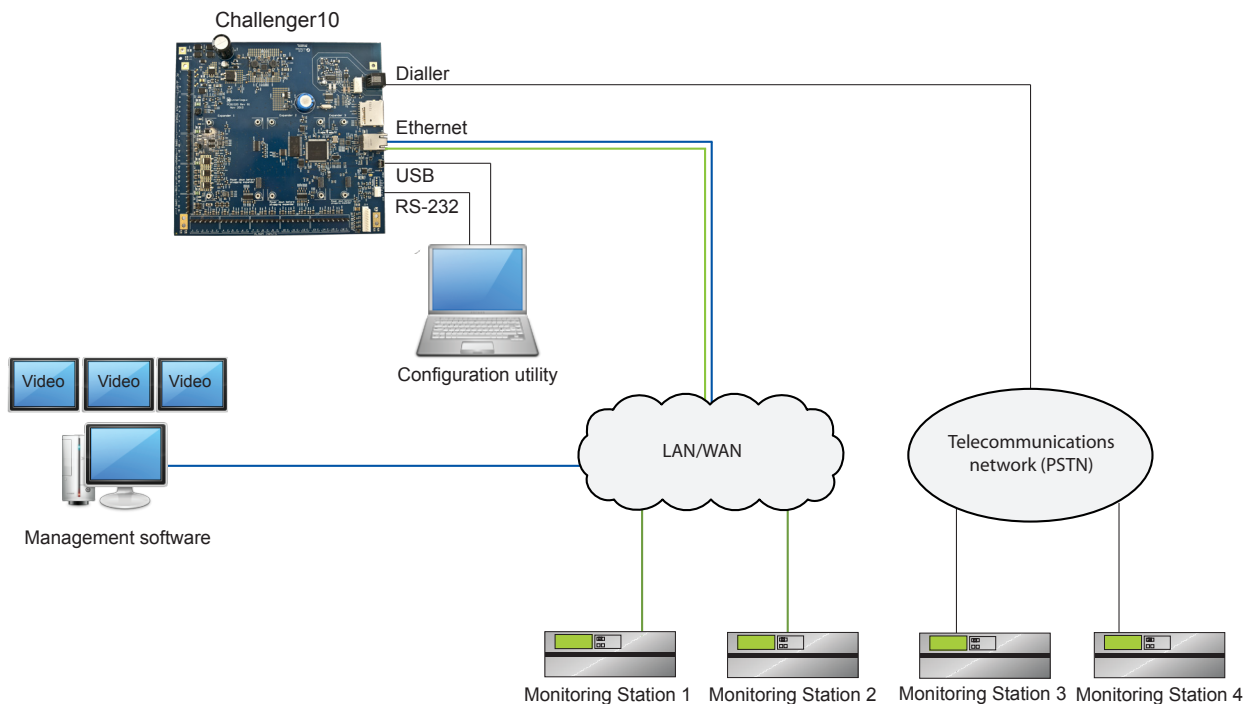 Challenger10
Dialler
Ethernet
USB
RS-232
Configuration utility
Video
Video
Video
LAN/WAN
Telecommunications
network (PSTN)
Management software
Monitoring Station 1
Monitoring Station 2
Monitoring Station 3
Monitoring Station 4